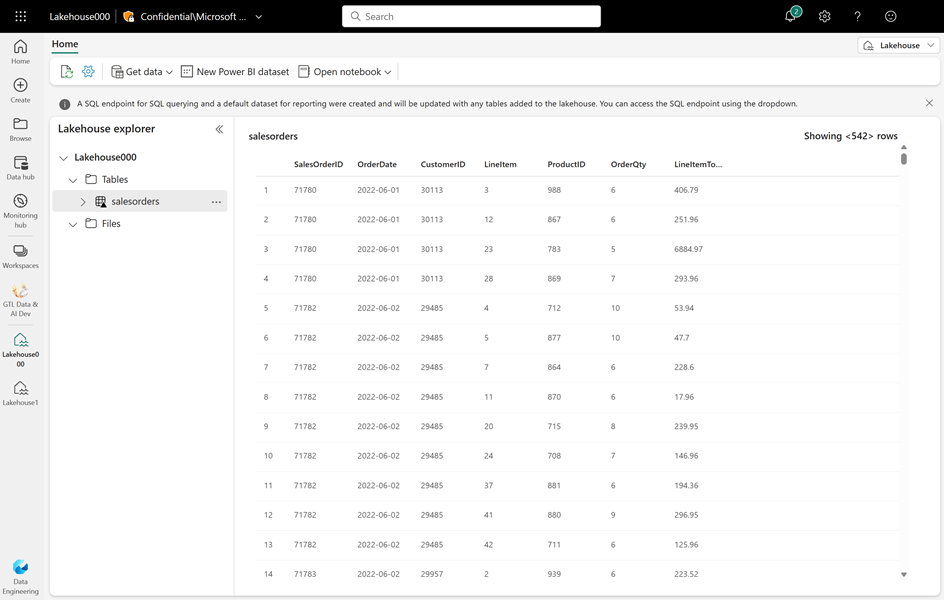 Lakehouse000 Confidential\Microsoft ... Search 2
Home Lakehouse
Get data New Power BI dataset Open notebook
A SQL endpoint for SQL querying and a default dataset for reporting were created and will be updated with any tables added to the lakehouse. You can access the SQL endpoint using the dropdown.
Home
Create
Browse
Data hub
Monitoring
hub
Workspaces
GTL Data &
AI Dev
Lakehouse0
00
Lakehouse1
Data
Engineering
Lakehouse explorer
Lakehouse000
Tables
salesorders ...
Files
salesorders Showing <542> rows
SalesOrderID OrderDate CustomerID LineItem ProductID OrderQty LineItemTo...
1 71780 2022-06-01 30113 3 988 6 406.79
2 71780 2022-06-01 30113 12 867 6 251.96
3 71780 2022-06-01 30113 23 783 5 6884.97
4 71780 2022-06-01 30113 28 869 7 293.96
5 71782 2022-06-02 29485 4 712 10 53.94
6 71782 2022-06-02 29485 5 877 10 47.7
7 71782 2022-06-02 29485 7 864 6 228.6
8 71782 2022-06-02 29485 11 870 6 17.96
9 71782 2022-06-02 29485 20 715 8 239.95
10 71782 2022-06-02 29485 24 708 7 146.96
11 71782 2022-06-02 29485 37 881 6 194.36
12 71782 2022-06-02 29485 41 880 9 296.95
13 71782 2022-06-02 29485 42 711 6 125.96
14 71783 2022-06-02 29957 2 939 6 223.52